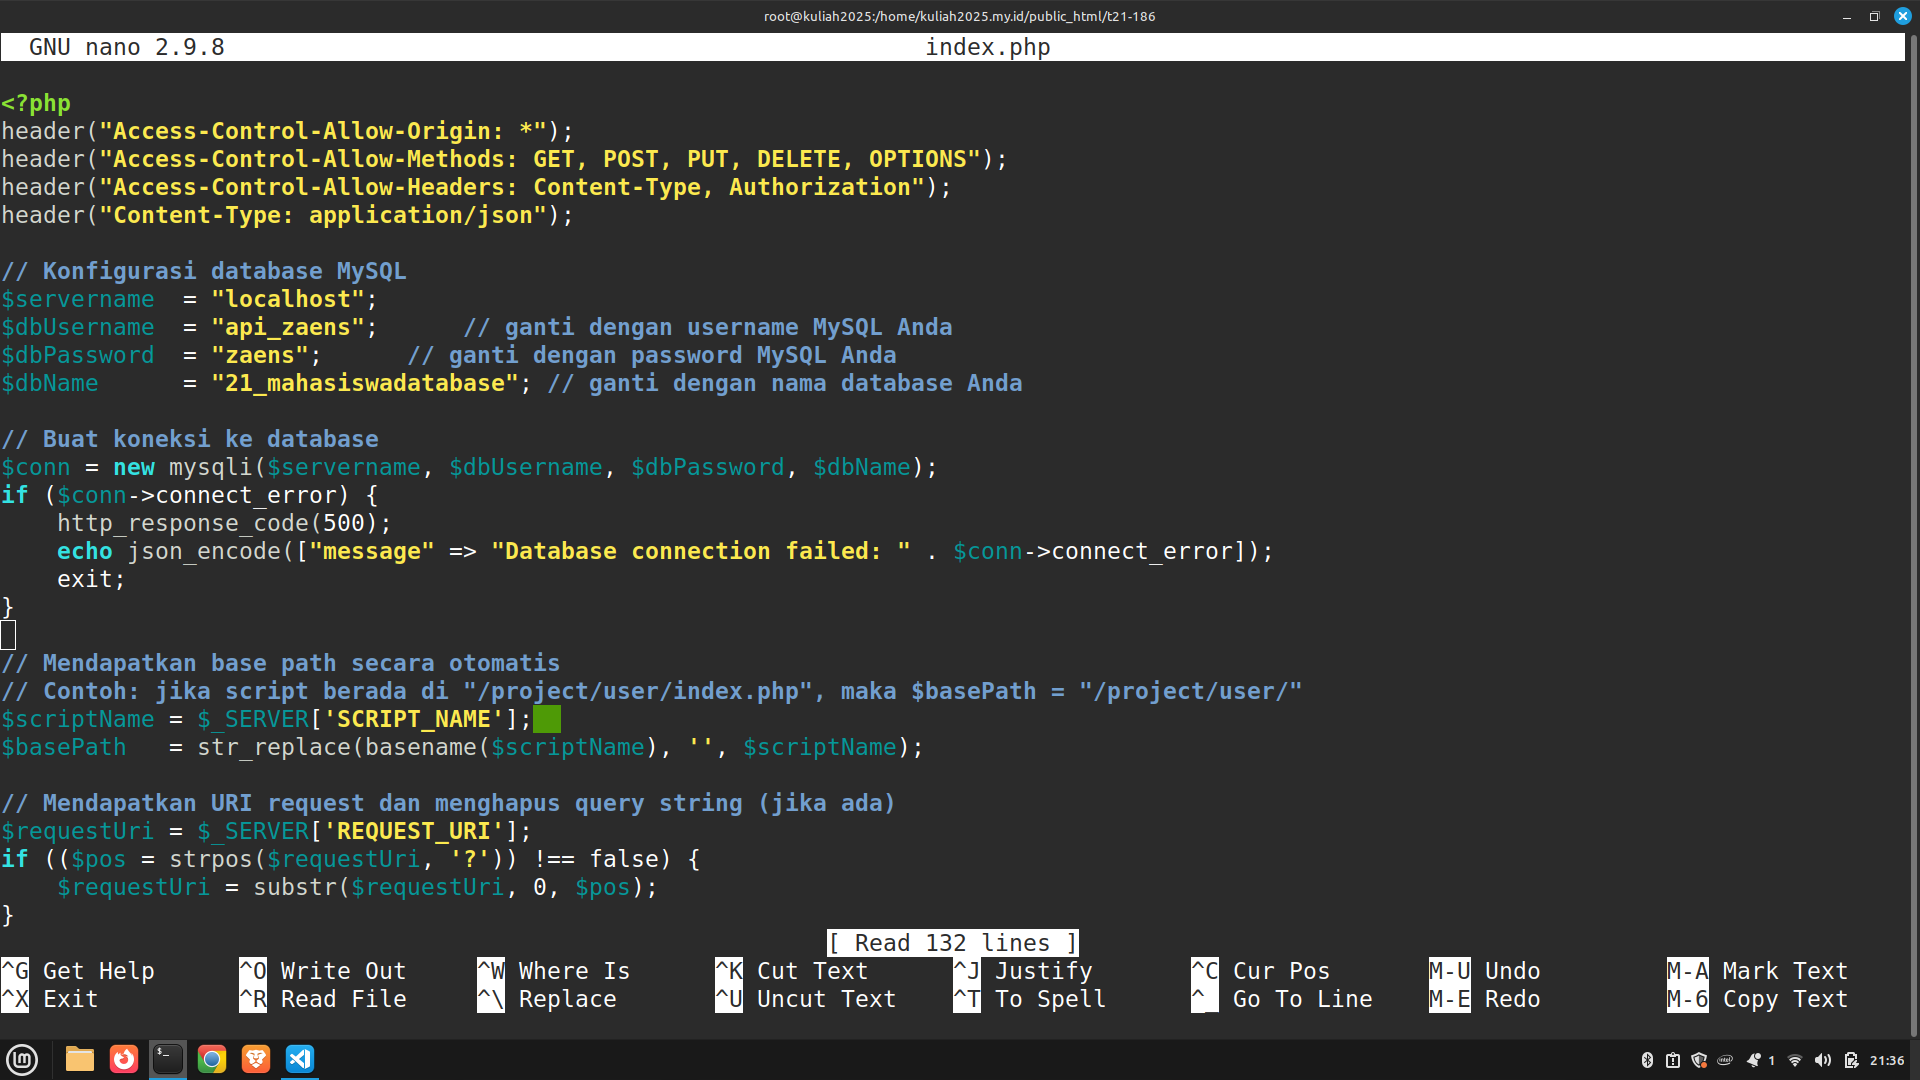 root@kuliah2025:/home/kuliah2025.my.id/public_html/t21-186
GNU nano 2.9.8 index.php
<?php
header("Access-Control-Allow-Origin: *");
header("Access-Control-Allow-Methods: GET, POST, PUT, DELETE, OPTIONS");
header("Access-Control-Allow-Headers: Content-Type, Authorization");
header("Content-Type: application/json");
// Konfigurasi database MySQL
$servername  = "localhost";
$dbUsername  = "api_zaens";      // ganti dengan username MySQL Anda
$dbPassword  = "zaens";      // ganti dengan password MySQL Anda
$dbName      = "21_mahasiswadatabase"; // ganti dengan nama database Anda
// Buat koneksi ke database
$conn = new mysqli($servername, $dbUsername, $dbPassword, $dbName);
if ($conn->connect_error) {
    http_response_code(500);
    echo json_encode(["message" => "Database connection failed: " . $conn->connect_error]);
    exit;
}
// Mendapatkan base path secara otomatis
// Contoh: jika script berada di "/project/user/index.php", maka $basePath = "/project/user/"
$scriptName = $_SERVER['SCRIPT_NAME'];
$basePath   = str_replace(basename($scriptName), '', $scriptName);
// Mendapatkan URI request dan menghapus query string (jika ada)
$requestUri = $_SERVER['REQUEST_URI'];
if (($pos = strpos($requestUri, '?')) !== false) {
    $requestUri = substr($requestUri, 0, $pos);
}
[ Read 132 lines ]
^G Get Help ^O Write Out ^W Where Is ^K Cut Text ^J Justify ^C Cur Pos M-U Undo M-A Mark Text
^X Exit ^R Read File ^\ Replace ^U Uncut Text ^T To Spell ^_ Go To Line M-E Redo M-6 Copy Text
1 21:36